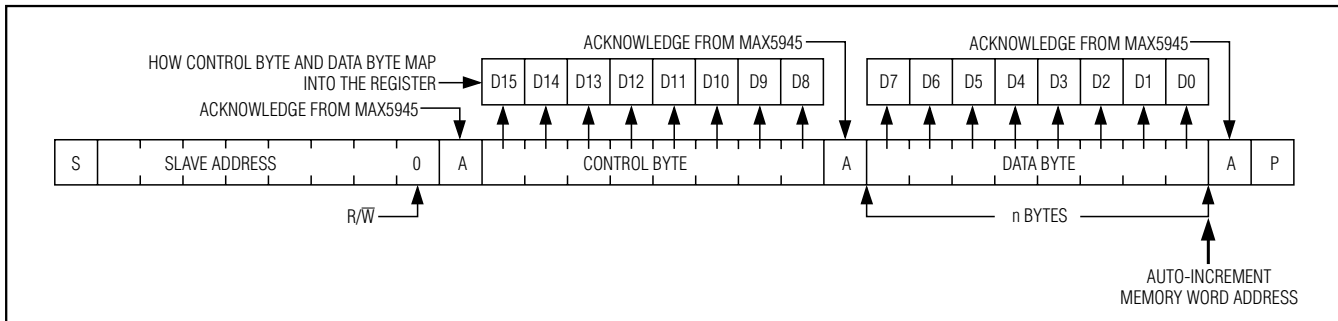 ACKNOWLEDGE FROM MAX5945
ACKNOWLEDGE FROM MAX5945
HOW CONTROL BYTE AND DATA BYTE MAP
INTO THE REGISTER
D15 D14 D13 D12 D11 D10 D9 D8
D7 D6 D5 D4 D3 D2 D1 D0
ACKNOWLEDGE FROM MAX5945
S SLAVE ADDRESS 0 A CONTROL BYTE A DATA BYTE A P
R/W̅
n BYTES
AUTO-INCREMENT
MEMORY WORD ADDRESS